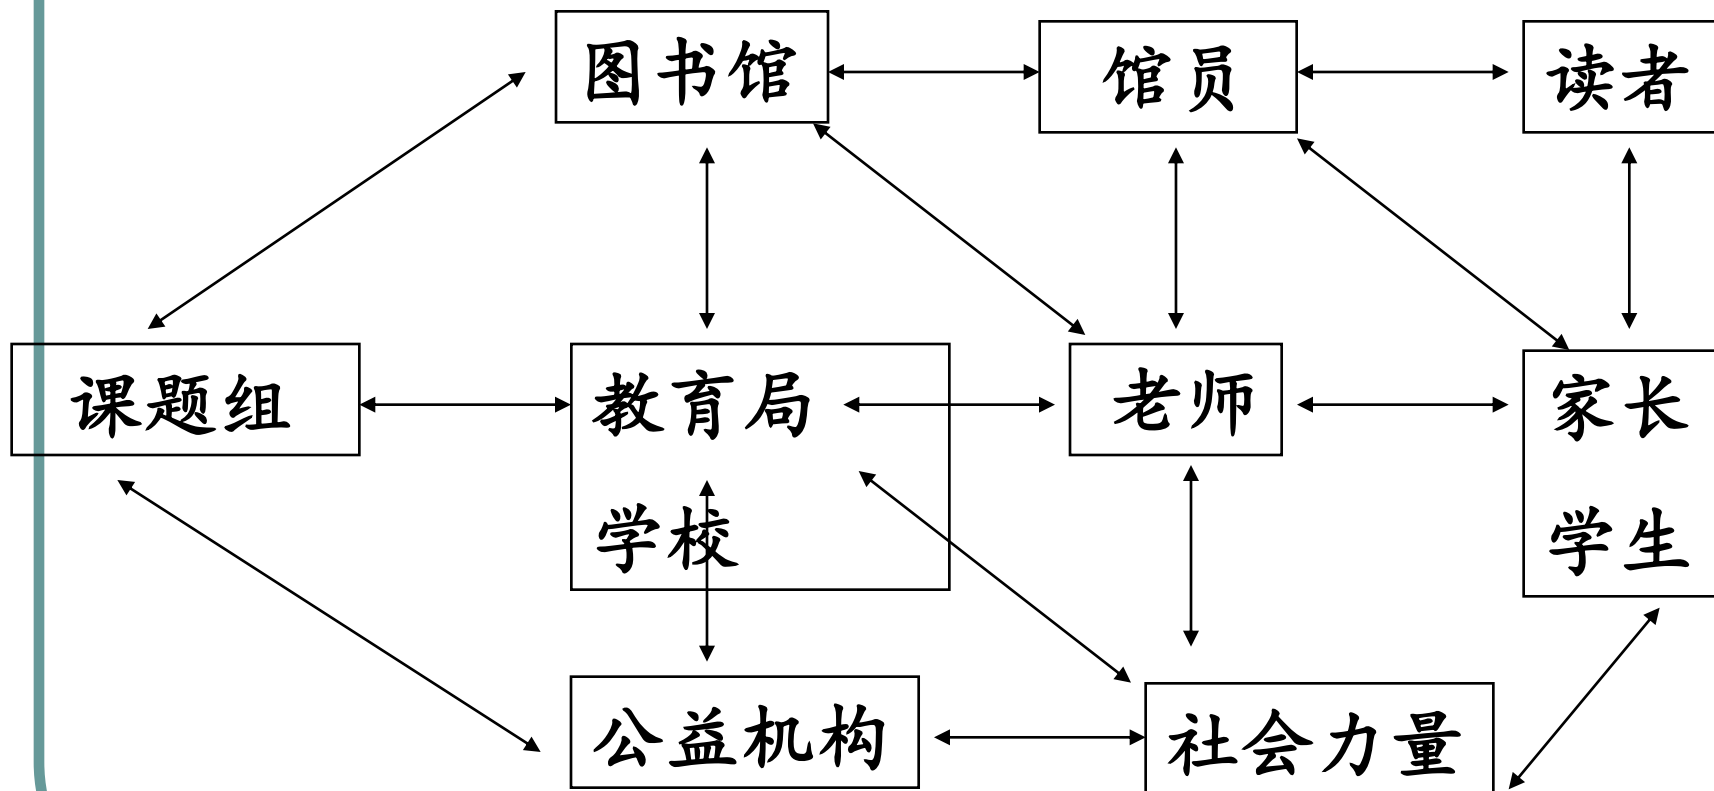 图书馆
馆员
读者
课题组
教育局
学校
老师
家长
学生
公益机构
社会力量